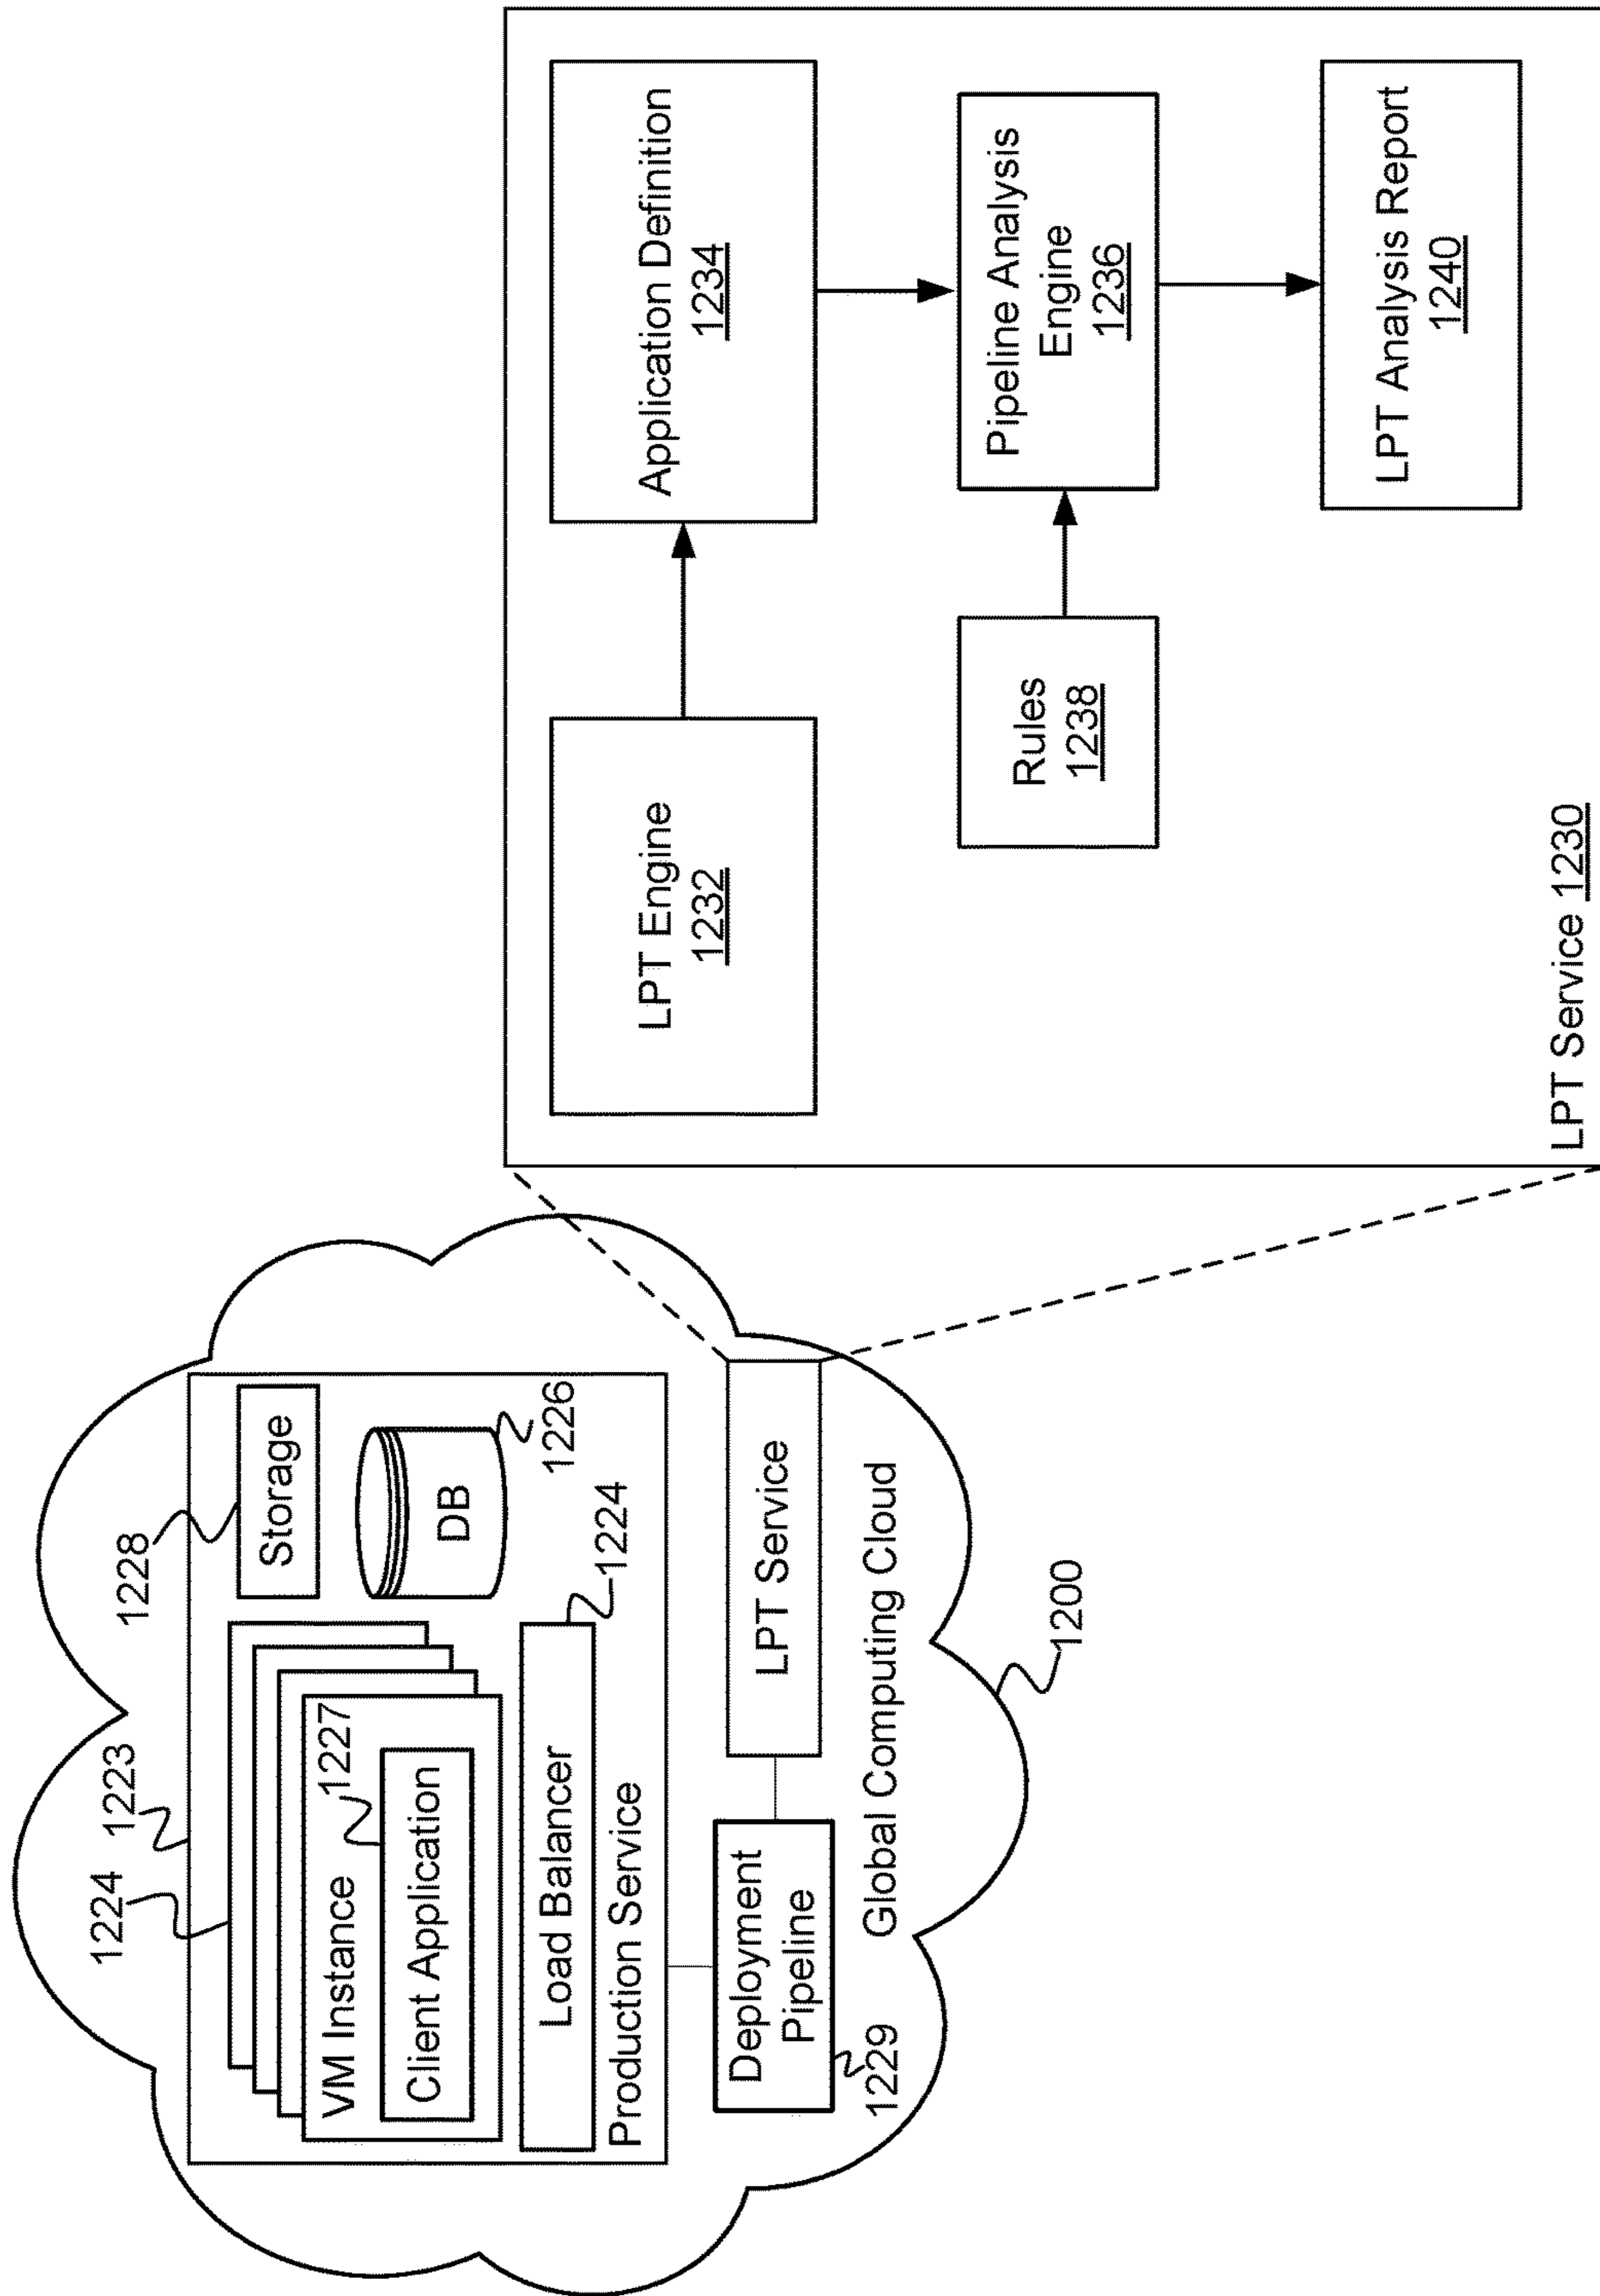 1223
1224
1228
Storage
VM Instance
1227
Client Application
DB
1226
Load Balancer
1224
Production Service
Deployment
Pipeline
1229
LPT Service
Global Computing Cloud
1200
LPT Engine
1232
Application Definition
1234
Rules
1238
Pipeline Analysis
Engine
1236
LPT Analysis Report
1240
LPT Service 1230